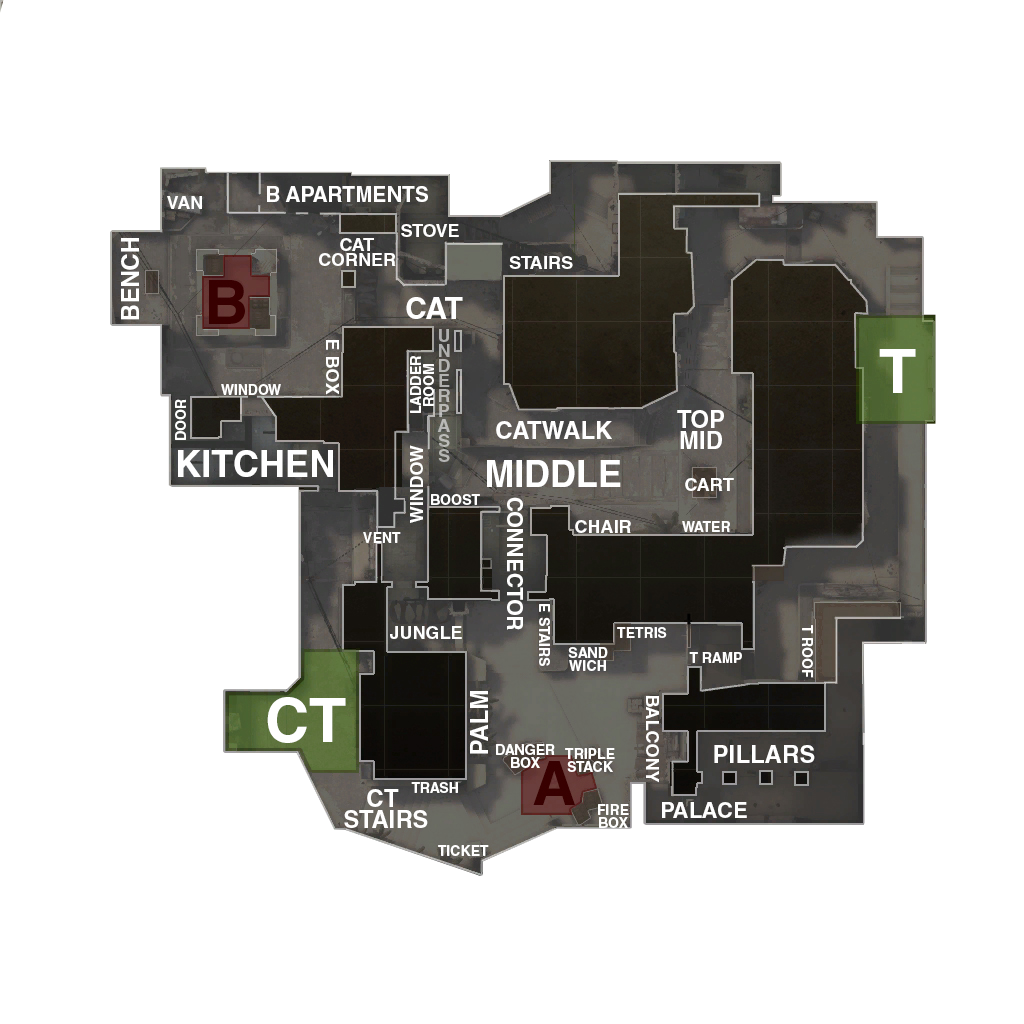 VAN
B APARTMENTS
STOVE
CAT
CORNER
STAIRS
BENCH
B
CAT
UNDERPASS
E BOX
LADDER
ROOM
T
WINDOW
DOOR
KITCHEN
CATWALK
TOP
MID
MIDDLE
CART
WINDOW
BOOST
CONNECTOR
CHAIR
WATER
VENT
JUNGLE
E STAIRS
TETRIS
SAND
WICH
T RAMP
T ROOF
CT
PALM
BALCONY
DANGER
BOX
TRIPLE
STACK
PILLARS
A
TRASH
CT
STAIRS
FIRE
BOX
PALACE
TICKET